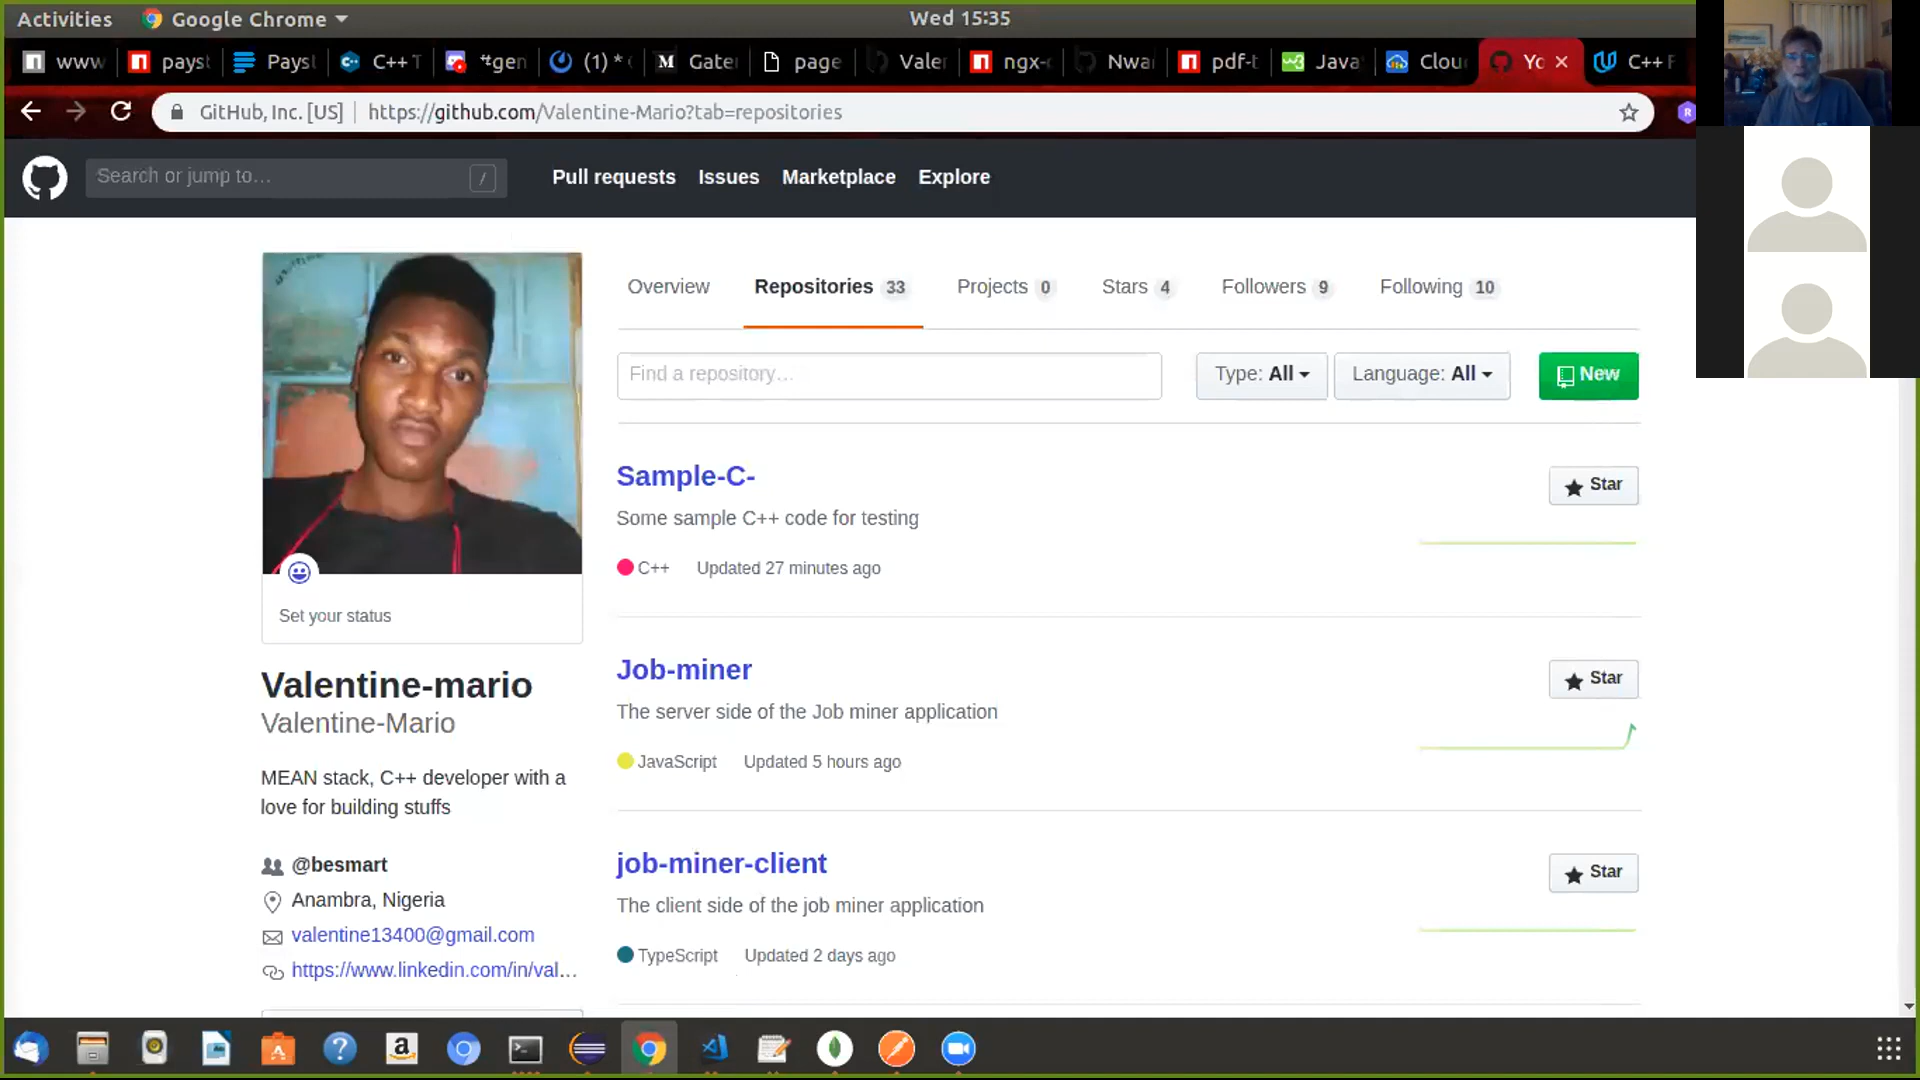 Activities
Google Chrome
Wed 15:35
www
payst
Payst
C++ T
*gen
(1) *
M
Gate
page
Valer
ngx-
Nwa
pdf-t
Java
Clou
Yo
C++ F
GitHub, Inc. [US]
https://github.com/Valentine-Mario?tab=repositories
R
Search or jump to…
/
Pull requests
Issues
Marketplace
Explore
Overview
Repositories 33
Projects 0
Stars 4
Followers 9
Following 10
Find a repository…
Type: All
Language: All
New
Sample-C-
Star
Some sample C++ code for testing
C++
Updated 27 minutes ago
Set your status
Job-miner
Star
The server side of the Job miner application
JavaScript
Updated 5 hours ago
job-miner-client
Star
The client side of the job miner application
TypeScript
Updated 2 days ago
Valentine-mario
Valentine-Mario
MEAN stack, C++ developer with a
love for building stuffs
@besmart
Anambra, Nigeria
valentine13400@gmail.com
https://www.linkedin.com/in/val…
A
?
a